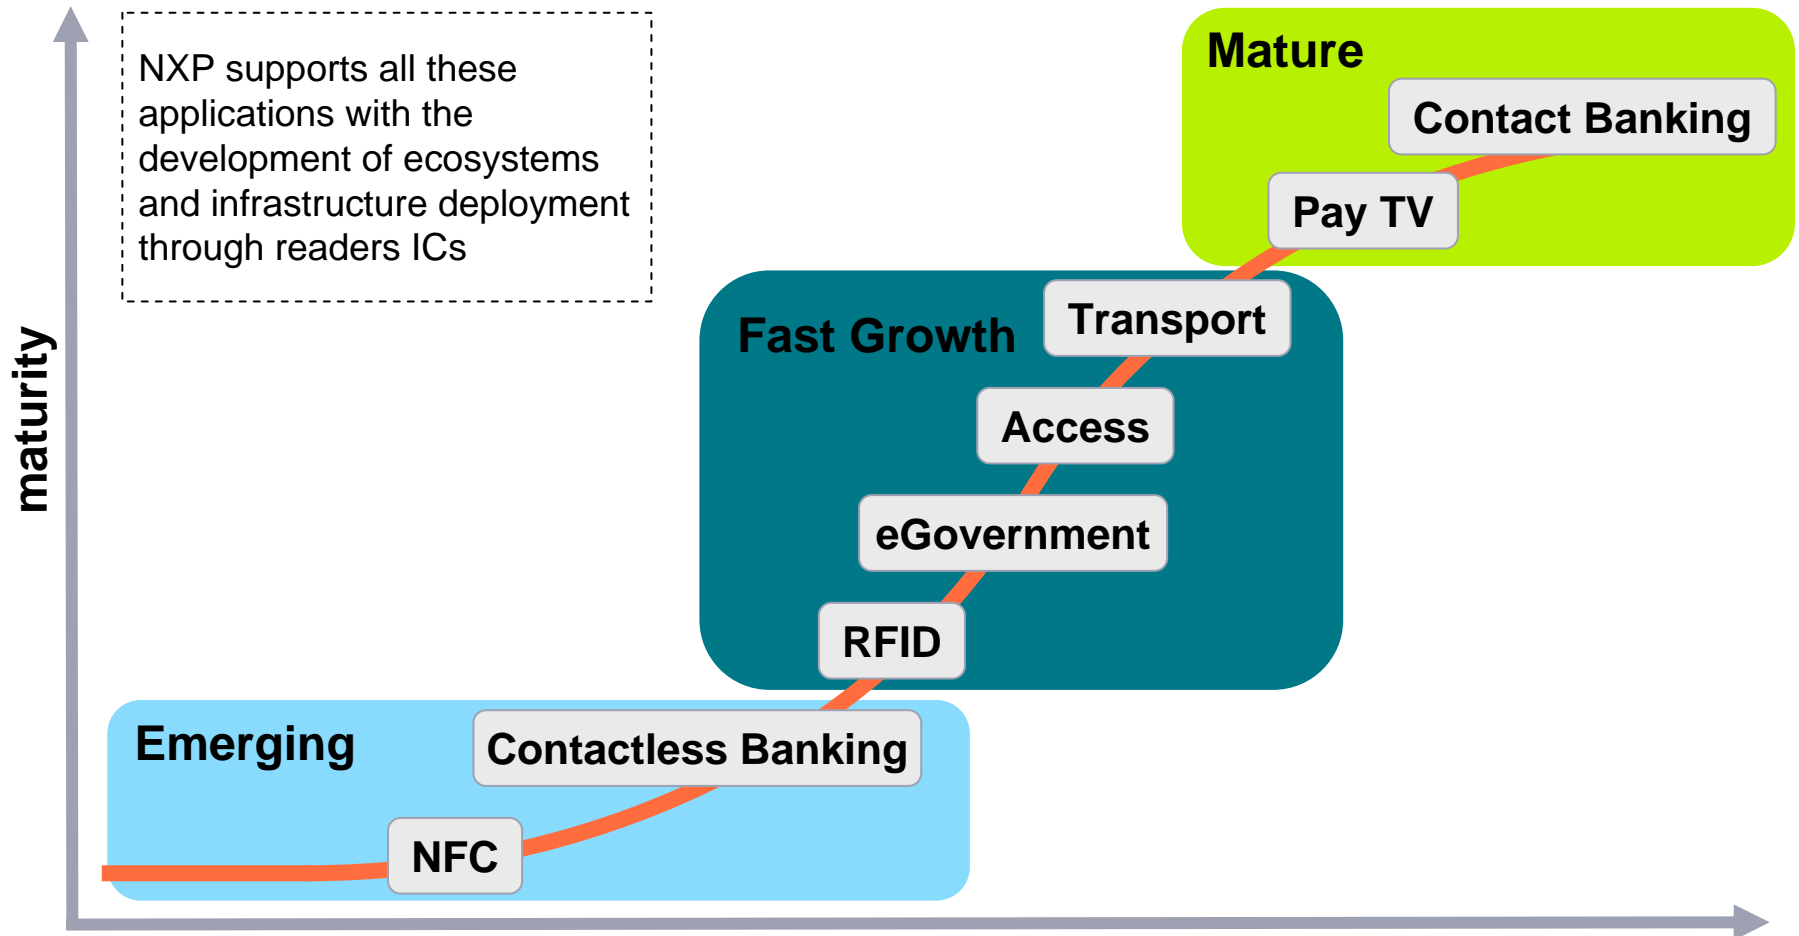 NXP supports all these
applications with the
development of ecosystems
and infrastructure deployment
through readers ICs
Mature
Contact Banking
Pay TV
Fast Growth
Transport
Access
eGovernment
RFID
Emerging
Contactless Banking
NFC
maturity